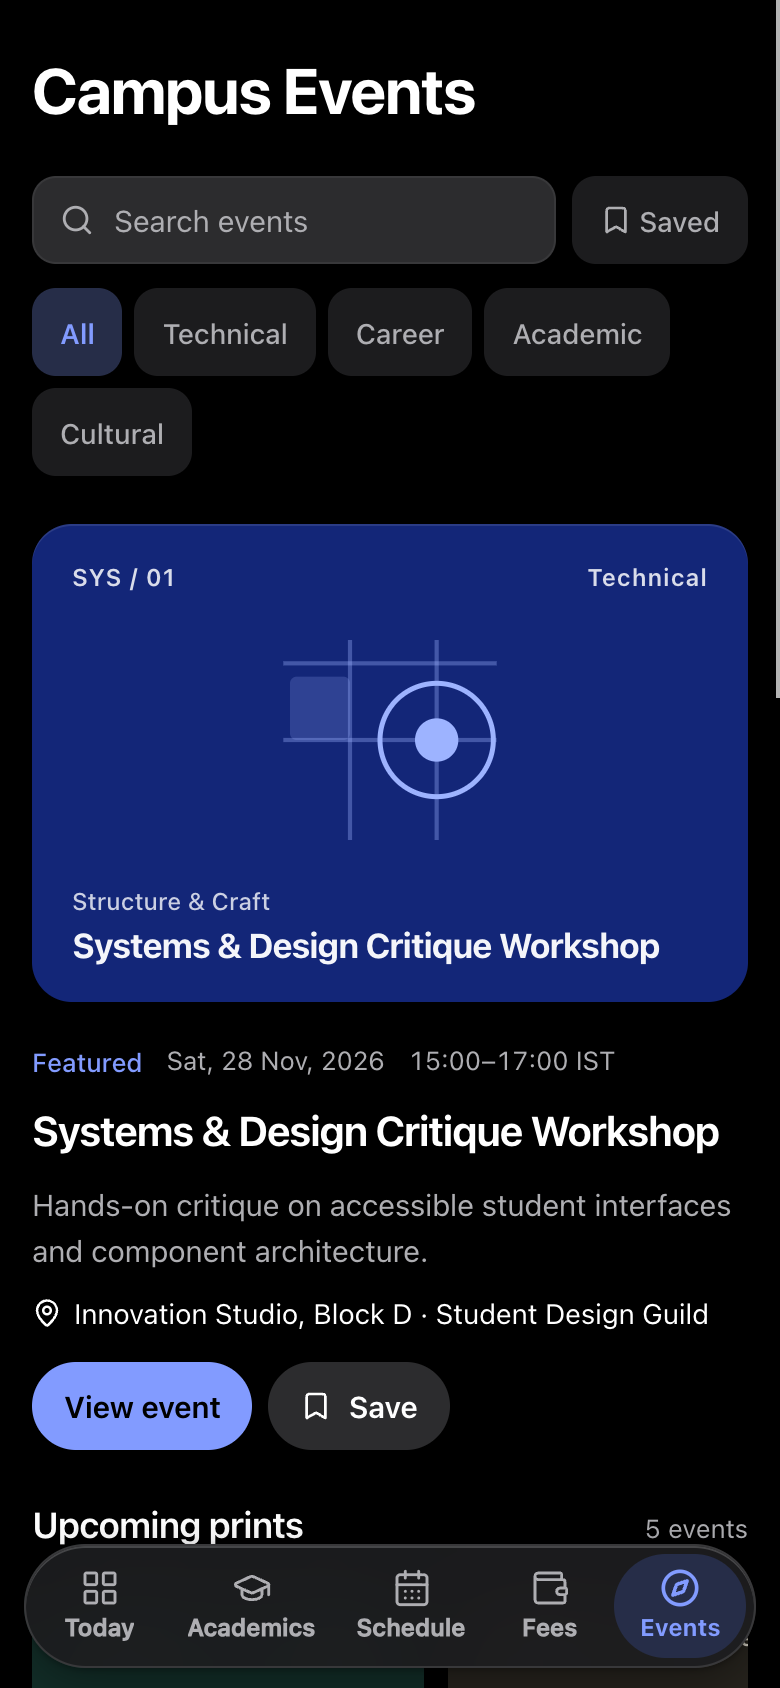 Campus Events
Search events
Saved
All
Technical
Career
Academic
Cultural
SYS / 01
Technical
Structure & Craft
Systems & Design Critique Workshop
Featured
Sat, 28 Nov, 2026
15:00–17:00 IST
Systems & Design Critique Workshop
Hands-on critique on accessible student interfaces
and component architecture.
Innovation Studio, Block D · Student Design Guild
View event
Save
Upcoming prints
5 events
Today
Academics
Schedule
Fees
Events